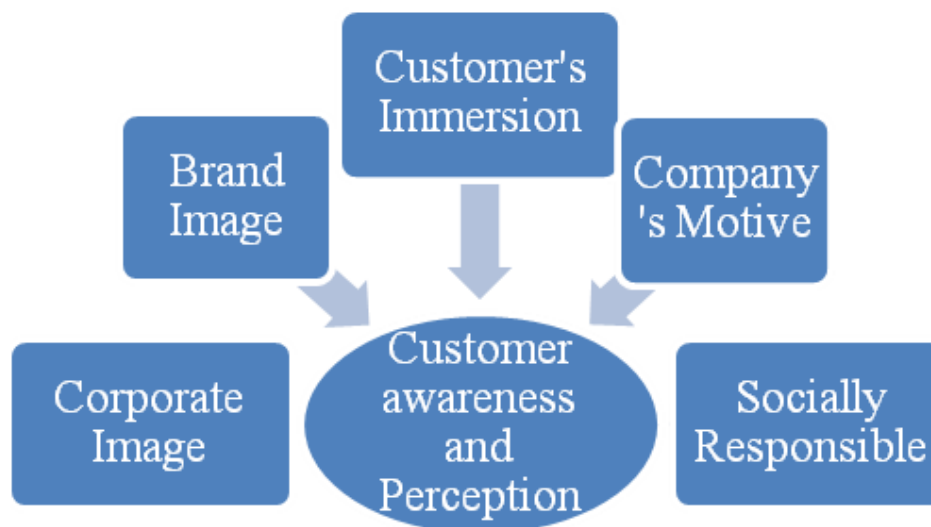 Customer's
Immersion
Brand
Image
Company
's Motive
Corporate
Image
Customer
awareness
and
Perception
Socially
Responsible